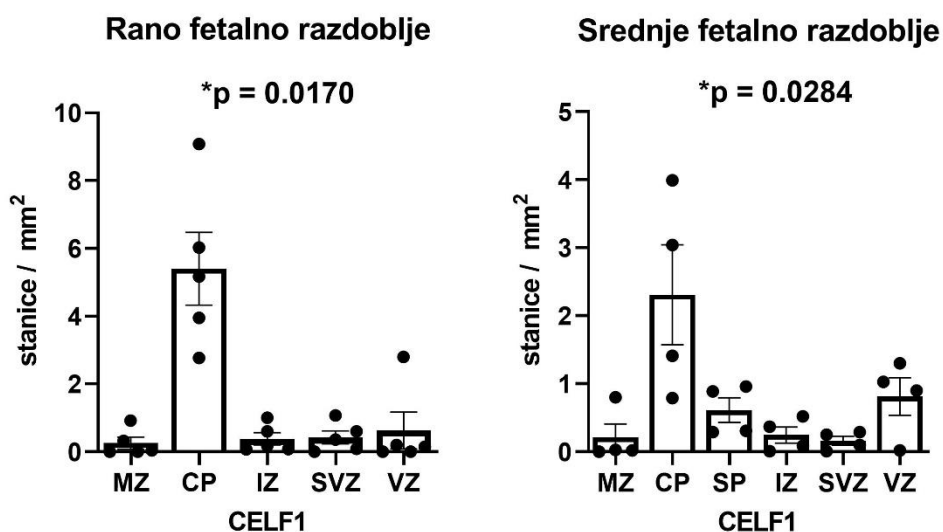 Rano fetalno razdoblje
*p = 0.0170
10
8
6
4
2
0
stanice / mm²
MZ CP IZ SVZ VZ
CELF1
Srednje fetalno razdoblje
*p = 0.0284
5
4
3
2
1
0
stanice / mm²
MZ CP SP IZ SVZ VZ
CELF1